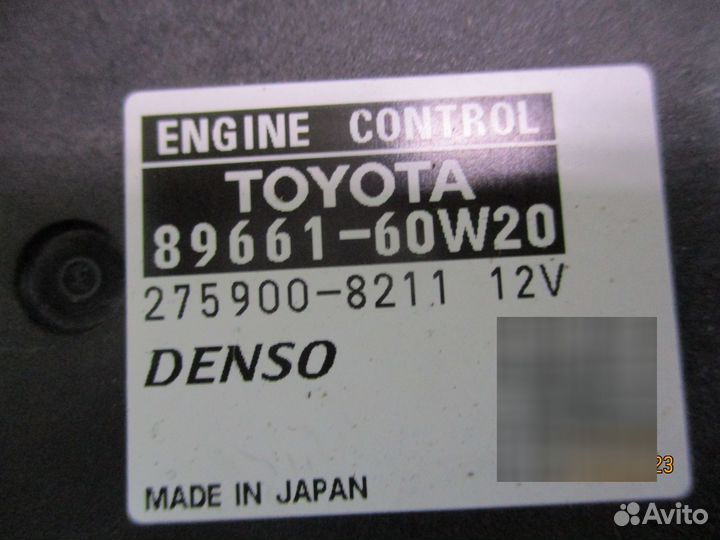 ENGINE CONTROL
TOYOTA
89661-60W20
275900-8211 12V
DENSO
23
MADE IN JAPAN
Avito